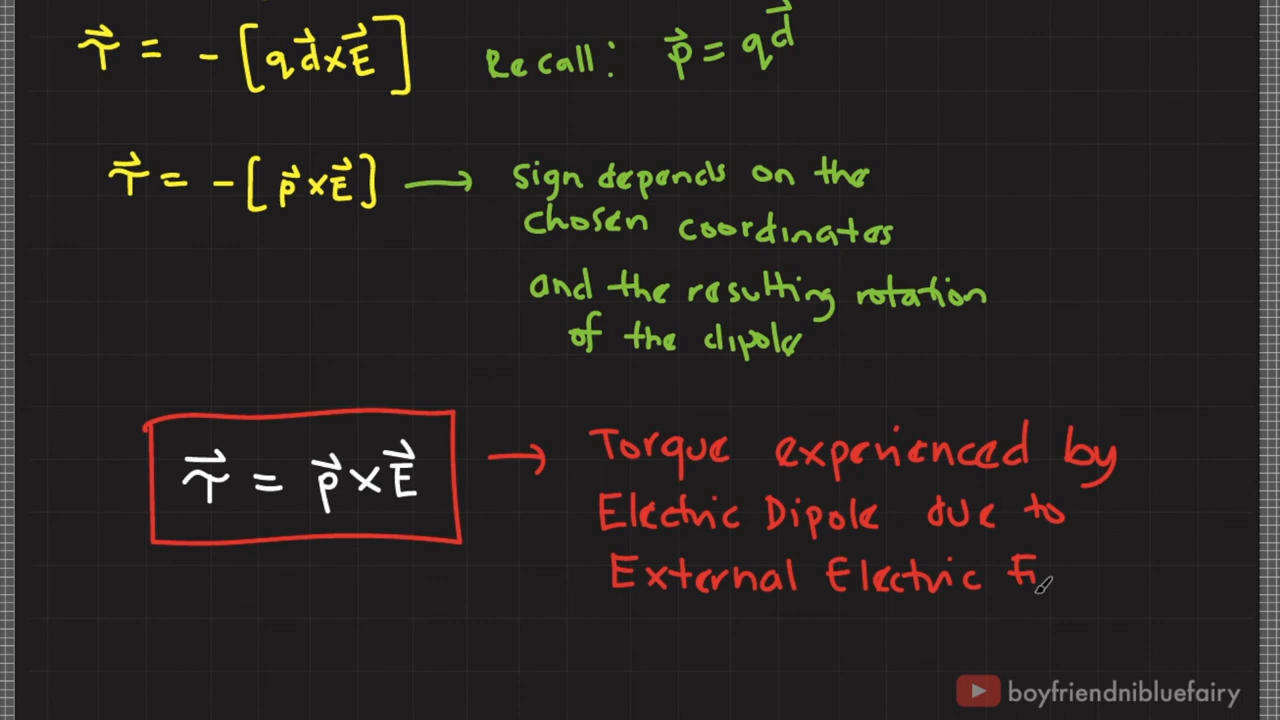 τ⃗ = - [qd⃗×E⃗] Recall: p⃗ = qd⃗
τ⃗ = - [p⃗×E⃗] → sign depends on the
chosen coordinates
and the resulting rotation
of the dipole
τ⃗ = p⃗×E⃗ → Torque experienced by
Electric Dipole due to
External Electric Fi
boyfriendnibluefairy